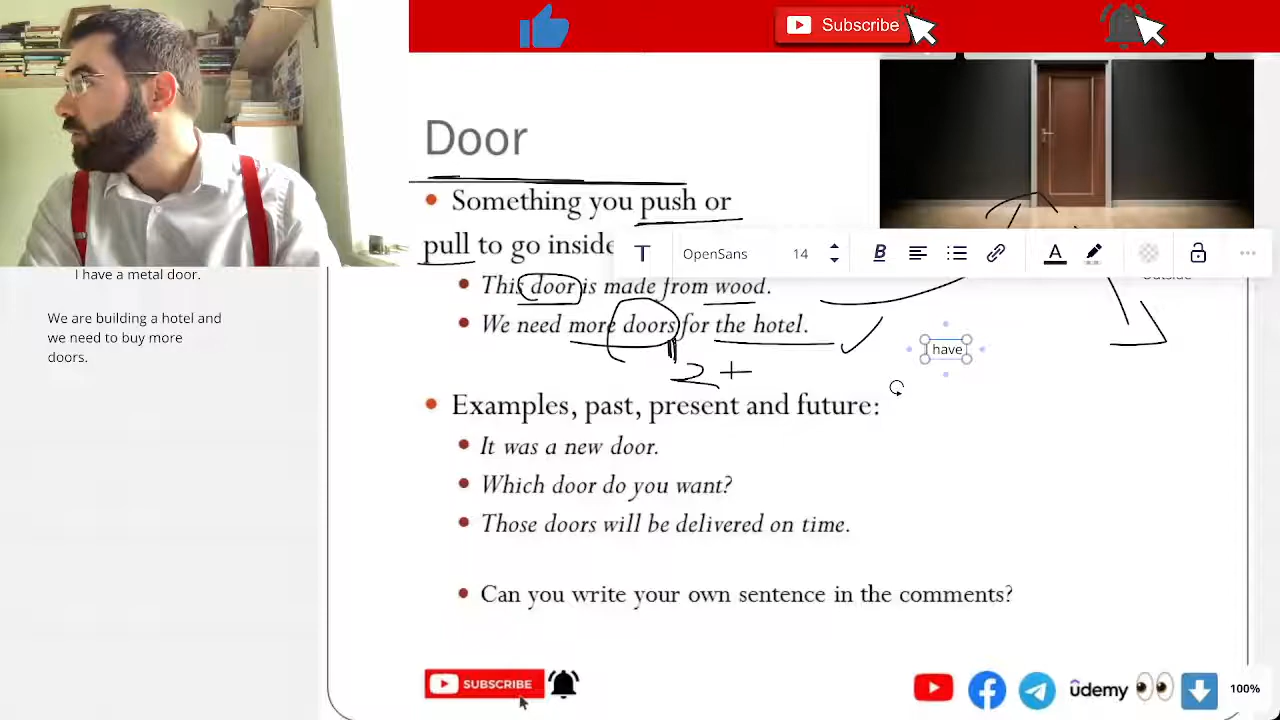 Subscribe
Door
Something you push or
pull to go inside
This door is made from wood.
We need more doors for the hotel.
2+
Examples, past, present and future:
It was a new door.
Which door do you want?
Those doors will be delivered on time.
Can you write your own sentence in the comments?
I have a metal door.
We are building a hotel and
we need to buy more
doors.
T OpenSans 14 B A
I have
SUBSCRIBE
udemy
100%